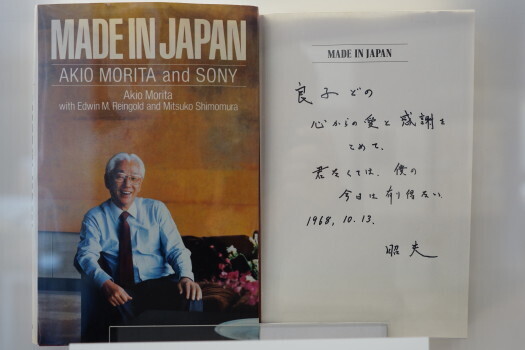 MADE IN JAPAN
AKIO MORITA and SONY
Akio Morita
with Edwin M. Reingold and Mitsuko Shimomura
MADE IN JAPAN
良子どの
心からの愛と感謝を
こめて、
君なくては、僕の
今日は有り得ない
1968, 10. 13.
昭夫